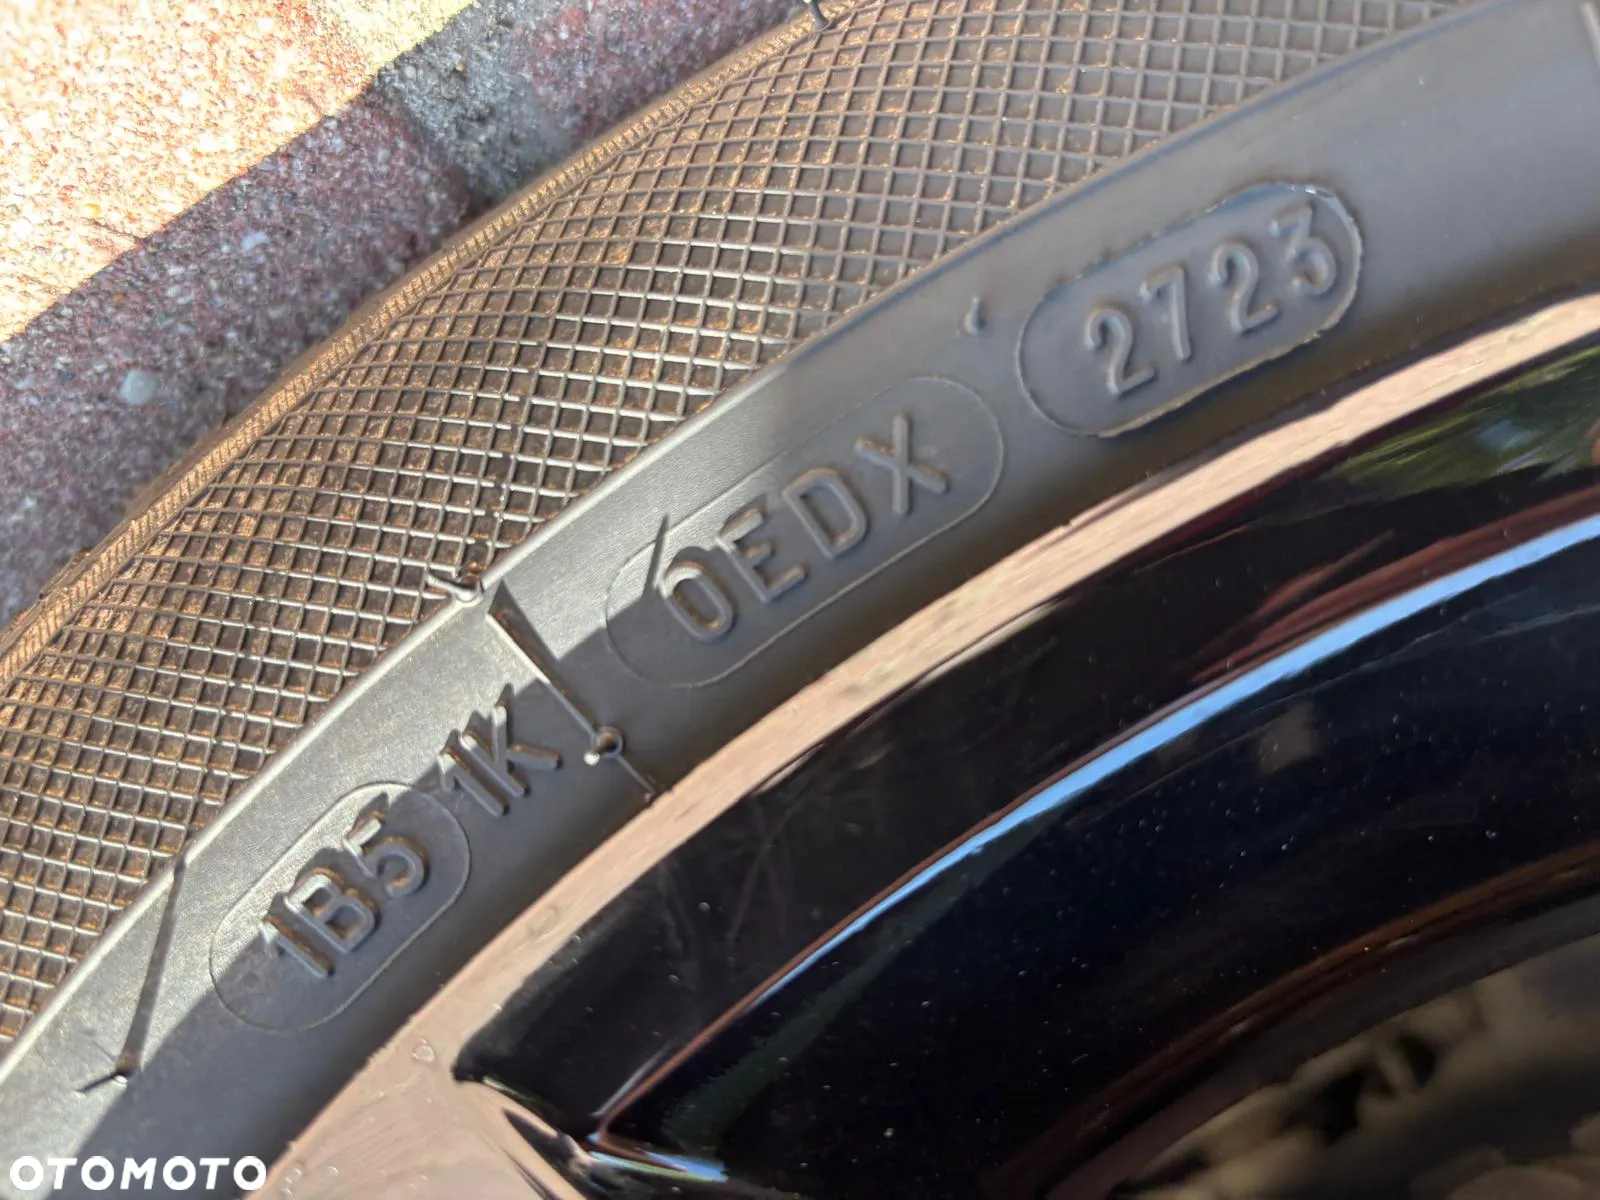 1B5 1K
0EDX
2723
OTOMOTO